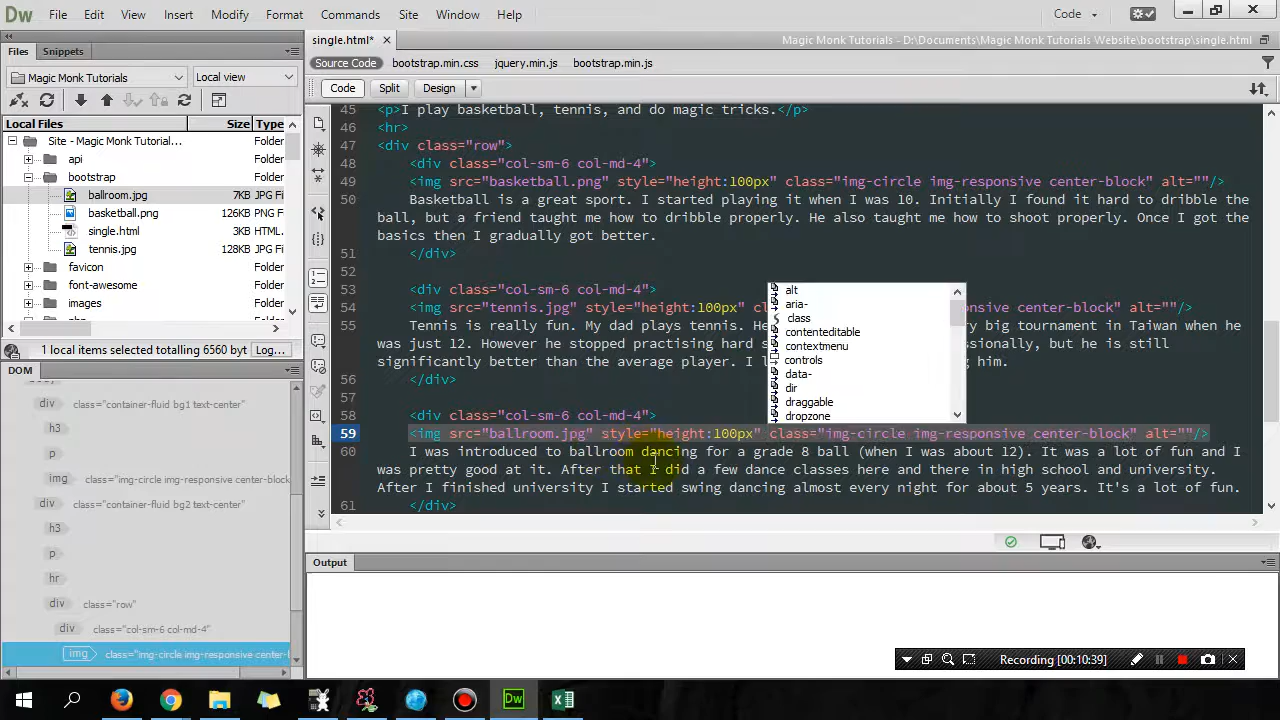 Dw File Edit View Insert Modify Format Commands Site Window Help Code
single.html* Magic Monk Tutorials - D:\Documents\Magic Monk Tutorials Website\bootstrap\single.html
Files Snippets
Source Code bootstrap.min.css jquery.min.js bootstrap.min.js
Magic Monk Tutorials Local view
Code Split Design
Local Files Size Type
Site - Magic Monk Tutorial... Folder
api Folder
bootstrap Folder
ballroom.jpg 7KB JPG Fi
basketball.png 126KB PNG F
single.html 3KB HTML
tennis.jpg 128KB JPG Fi
favicon Folder
font-awesome Folder
images Folder
1 local items selected totalling 6560 byt Log...
45 <p>I play basketball, tennis, and do magic tricks.</p>
46 <hr>
47 <div class="row">
48 <div class="col-sm-6 col-md-4">
49 <img src="basketball.png" style="height:100px" class="img-circle img-responsive center-block" alt=""/>
50 Basketball is a great sport. I started playing it when I was 10. Initially I found it hard to dribble the
ball, but a friend taught me how to dribble properly. He also taught me how to shoot properly. Once I got the
basics then I gradually got better.
51 </div>
52
53 <div class="col-sm-6 col-md-4">
54 <img src="tennis.jpg" style="height:100px" ponsive center-block" alt=""/>
55 Tennis is really fun. My dad plays tennis. He ry big tournament in Taiwan when he
was just 12. However he stopped practising hard s essionally, but he is still
significantly better than the average player. I l g him.
56 </div>
57
58 <div class="col-sm-6 col-md-4">
59 <img src="ballroom.jpg" style="height:100px" class="img-circle img-responsive center-block" alt=""/>
60 I was introduced to ballroom dancing for a grade 8 ball (when I was about 12). It was a lot of fun and I
was pretty good at it. After that I did a few dance classes here and there in high school and university.
After I finished university I started swing dancing almost every night for about 5 years. It's a lot of fun.
61 </div>
alt
aria-
class
contenteditable
contextmenu
controls
data-
dir
draggable
dropzone
DOM
div class="container-fluid bg1 text-center"
h3
p
img class="img-circle img-responsive center-block
div class="container-fluid bg2 text-center"
h3
p
hr
div class="row"
div class="col-sm-6 col-md-4"
img class="img-circle img-responsive center-b
Output
Recording [00:10:39]
Dw